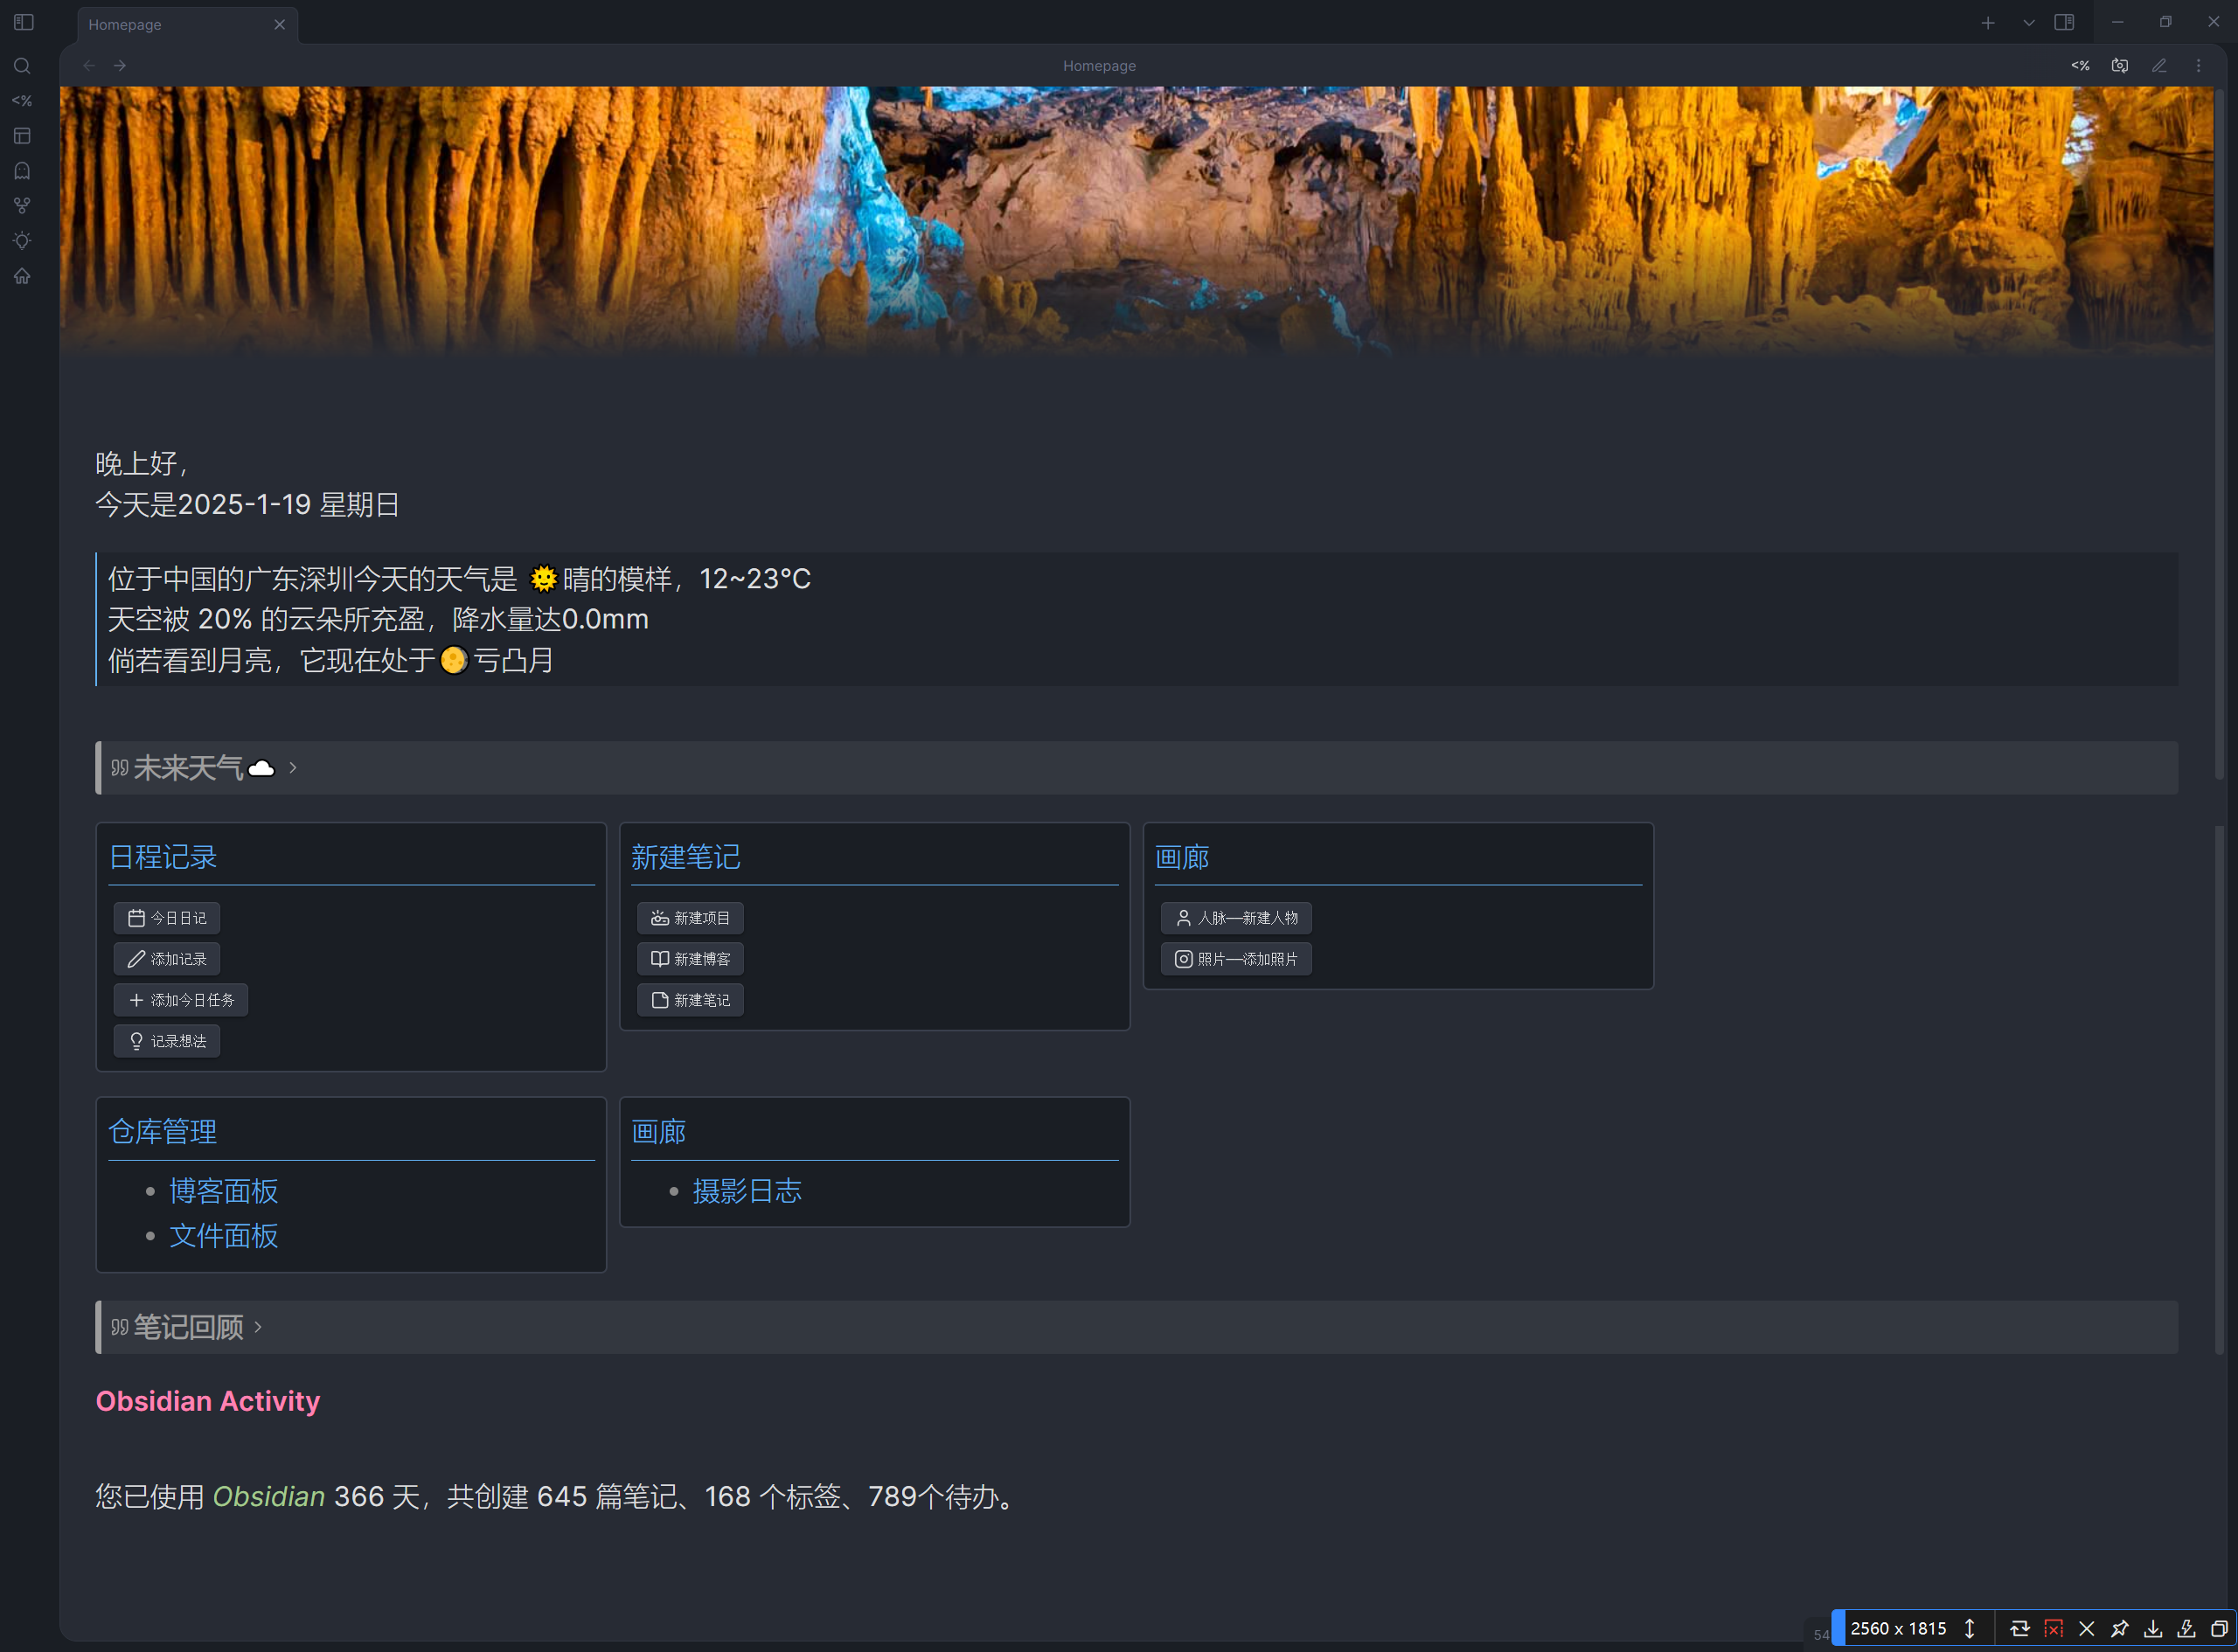 Homepage
Homepage
<%
<%
晚上好，
今天是2025-1-19 星期日
位于中国的广东深圳今天的天气是 🌞晴的模样，12~23℃
天空被 20% 的云朵所充盈，降水量达0.0mm
倘若看到月亮，它现在处于🌖亏凸月
未来天气☁️
日程记录
今日日记
添加记录
添加今日任务
记录想法
新建笔记
新建项目
新建博客
新建笔记
画廊
人脉——新建人物
照片——添加照片
仓库管理
博客面板
文件面板
画廊
摄影日志
笔记回顾
Obsidian Activity
您已使用 Obsidian 366 天，共创建 645 篇笔记、168 个标签、789个待办。
54
2560 x 1815